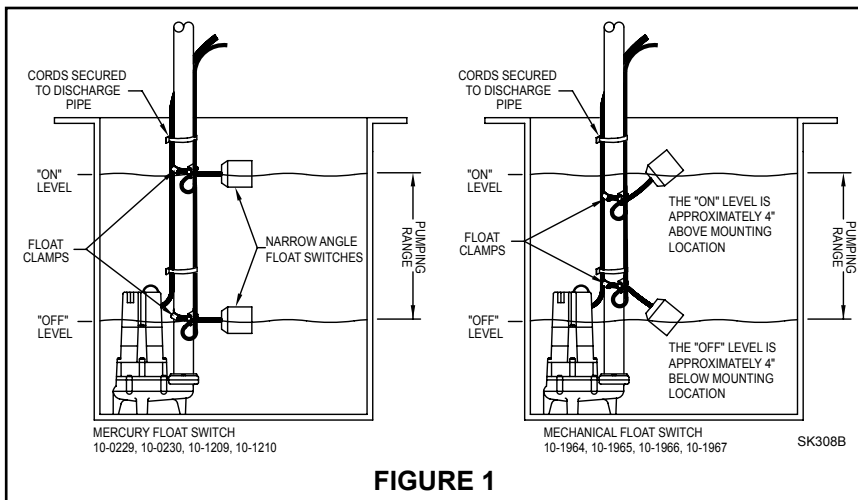 CORDS SECURED
TO DISCHARGE
PIPE
"ON"
LEVEL
FLOAT
CLAMPS
"OFF"
LEVEL
NARROW ANGLE
FLOAT SWITCHES
PUMPING
RANGE
MERCURY FLOAT SWITCH
10-0229, 10-0230, 10-1209, 10-1210
CORDS SECURED
TO DISCHARGE
PIPE
"ON"
LEVEL
THE "ON" LEVEL IS
APPROXIMATELY 4"
ABOVE MOUNTING
LOCATION
FLOAT
CLAMPS
PUMPING
RANGE
"OFF"
LEVEL
THE "OFF" LEVEL IS
APPROXIMATELY 4"
BELOW MOUNTING
LOCATION
MECHANICAL FLOAT SWITCH
10-1964, 10-1965, 10-1966, 10-1967
SK308B
FIGURE 1